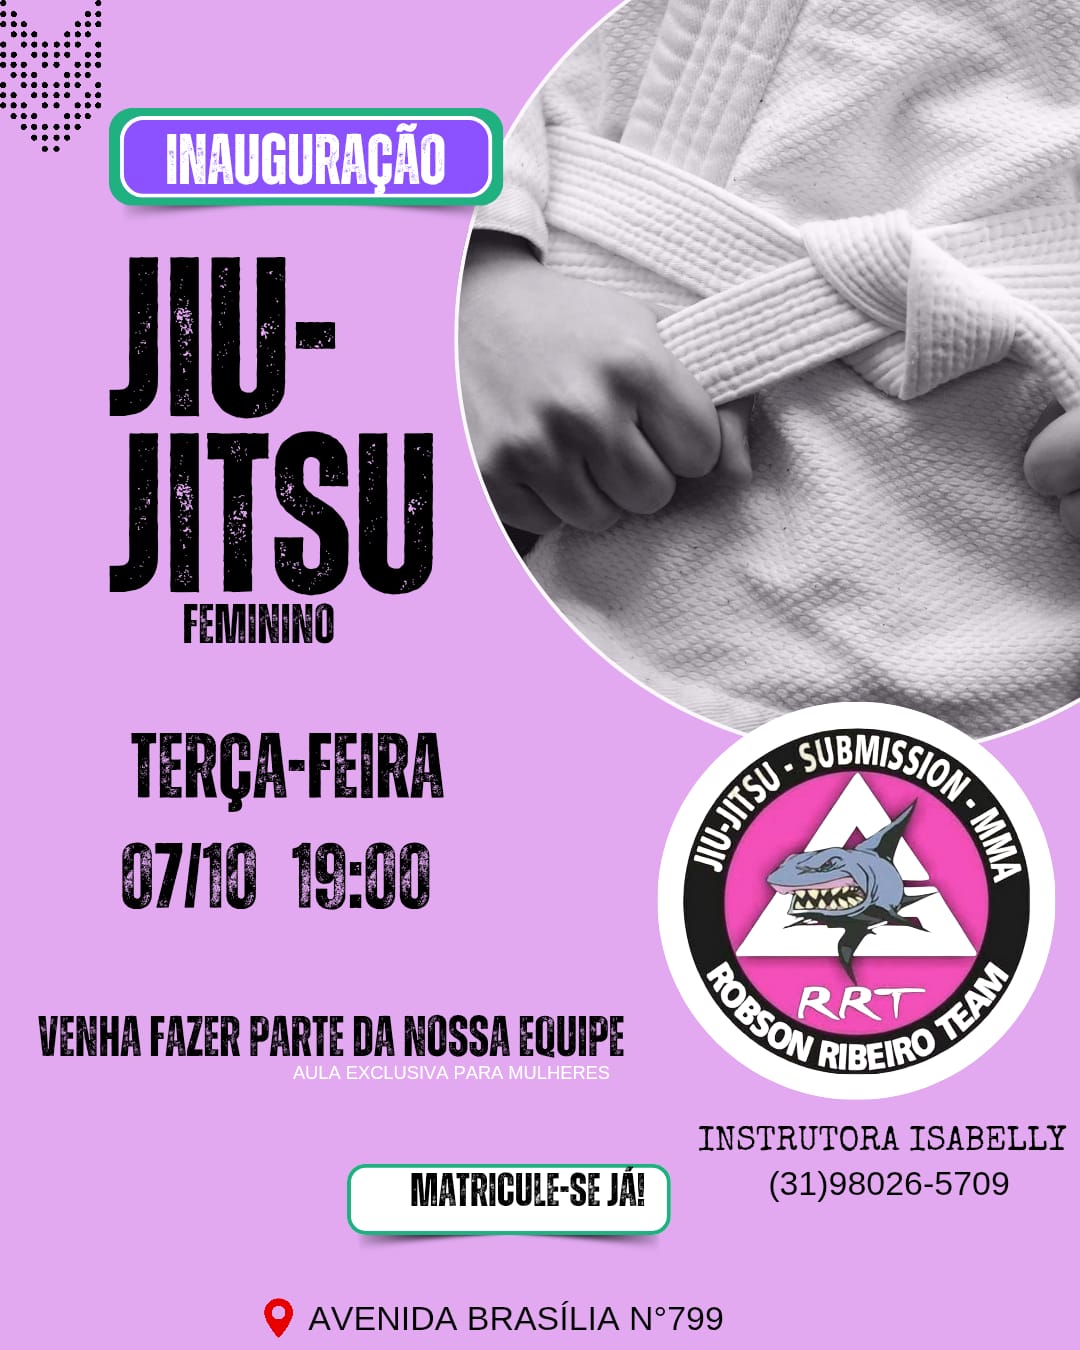 INAUGURAÇÃO
JIU-
JITSU
FEMININO
TERÇA-FEIRA
07/10 19:00
JIU-JITSU - SUBMISSION - MMA
RRT
ROBSON RIBEIRO TEAM
VENHA FAZER PARTE DA NOSSA EQUIPE
AULA EXCLUSIVA PARA MULHERES
INSTRUTORA ISABELLY
(31)98026-5709
MATRICULE-SE JÁ!
AVENIDA BRASÍLIA N°799